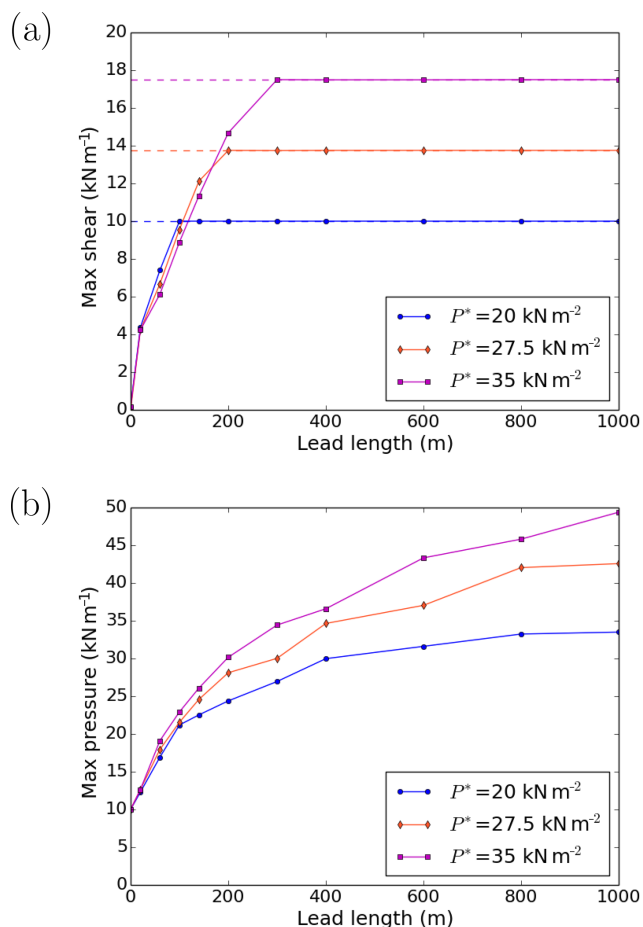 (a)
20
18
16
14
12
10
8
6
4
2
0
Max shear (kN m⁻¹)
P* =20 kN m⁻²
P* =27.5 kN m⁻²
P* =35 kN m⁻²
0 200 400 600 800 1000
Lead length (m)
(b)
50
45
40
35
30
25
20
15
10
5
0
Max pressure (kN m⁻¹)
P* =20 kN m⁻²
P* =27.5 kN m⁻²
P* =35 kN m⁻²
0 200 400 600 800 1000
Lead length (m)